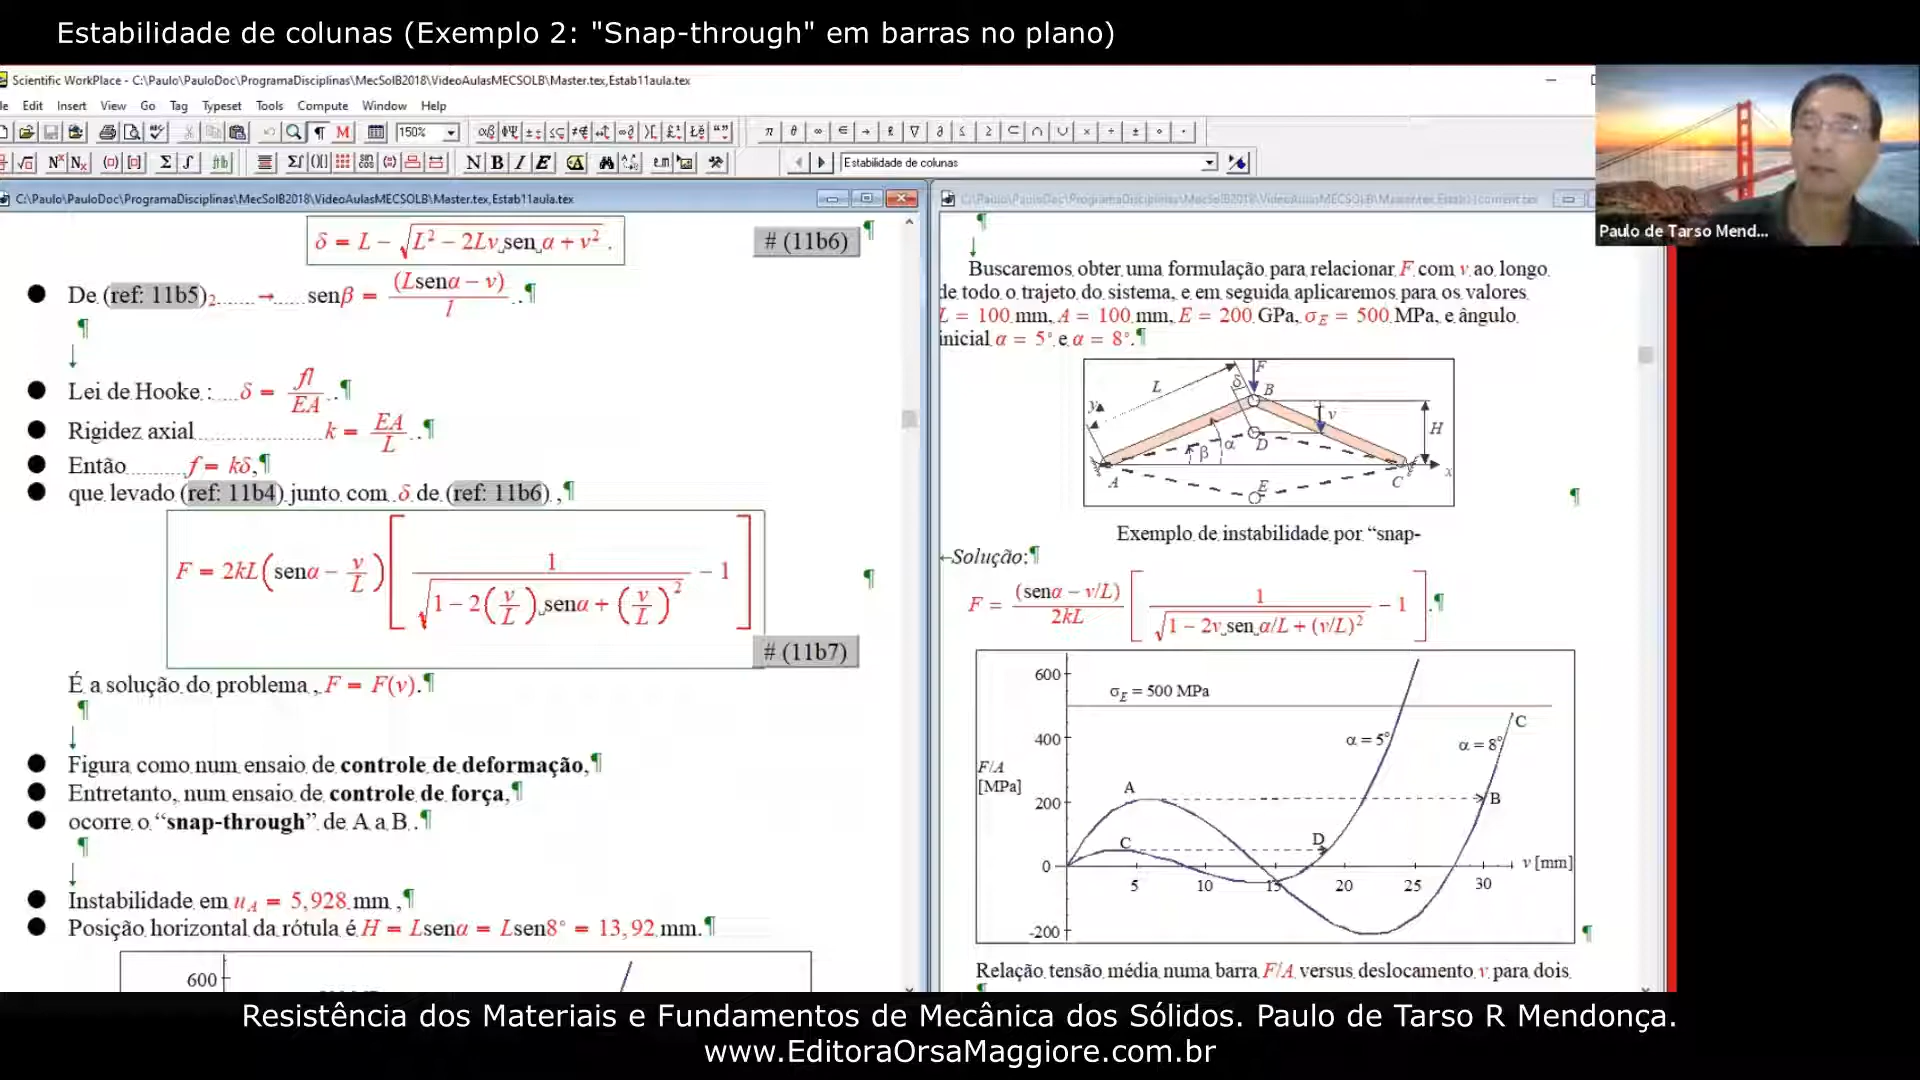 Estabilidade de colunas (Exemplo 2: "Snap-through" em barras no plano)
Scientific WorkPlace - C:\Paulo\PauloDoc\ProgramaDisciplinas\MecSolB2018\VideoAulasMECSOLB\Master.tex,Estab11aula.tex
Edit Insert View Go Tag Typeset Tools Compute Window Help
150%
Estabilidade de colunas
C:\Paulo\PauloDoc\ProgramaDisciplinas\MecSolB2018\VideoAulasMECSOLB\Master.tex,Estab11aula.tex
δ = L − √(L² − 2Lv sen α + v²) .
# (11b6)
De (ref: 11b5)₂ → senβ = (Lsenα − v)/l .
Lei de Hooke : δ = fl/EA .
Rigidez axial k = EA/L .
Então f = kδ,
que levado (ref: 11b4) junto com δ de (ref: 11b6) ,
F = 2kL(senα − v/L)[1/√(1 − 2(v/L) senα + (v/L)²) − 1]
# (11b7)
É a solução do problema , F = F(v).
Figura como num ensaio de controle de deformação,
Entretanto, num ensaio de controle de força,
ocorre o “snap-through” de A a B .
Instabilidade em u_A = 5,928 mm ,
Posição horizontal da rótula é H = Lsenα = Lsen8° = 13,92 mm.
600
Buscaremos obter uma formulação para relacionar F com v ao longo
de todo o trajeto do sistema, e em seguida aplicaremos para os valores
L = 100 mm, A = 100 mm, E = 200 GPa, σ_E = 500 MPa, e ângulo
inicial α = 5° e α = 8°.
F
L
δ
B
y
v
H
α
β
D
x
A
E
C
Exemplo de instabilidade por “snap-
Solução:
F = (senα − v/L)/2kL [1/√(1 − 2v sen α/L + (v/L)²) − 1] .
600
σ_E = 500 MPa
C
400
α = 5°
α = 8°
F/A
[MPa]
A
200
B
C
D
0
v [mm]
5 10 15 20 25 30
-200
Relação tensão média numa barra F/A versus deslocamento v para dois
Paulo de Tarso Mend...
Resistência dos Materiais e Fundamentos de Mecânica dos Sólidos. Paulo de Tarso R Mendonça.
www.EditoraOrsaMaggiore.com.br